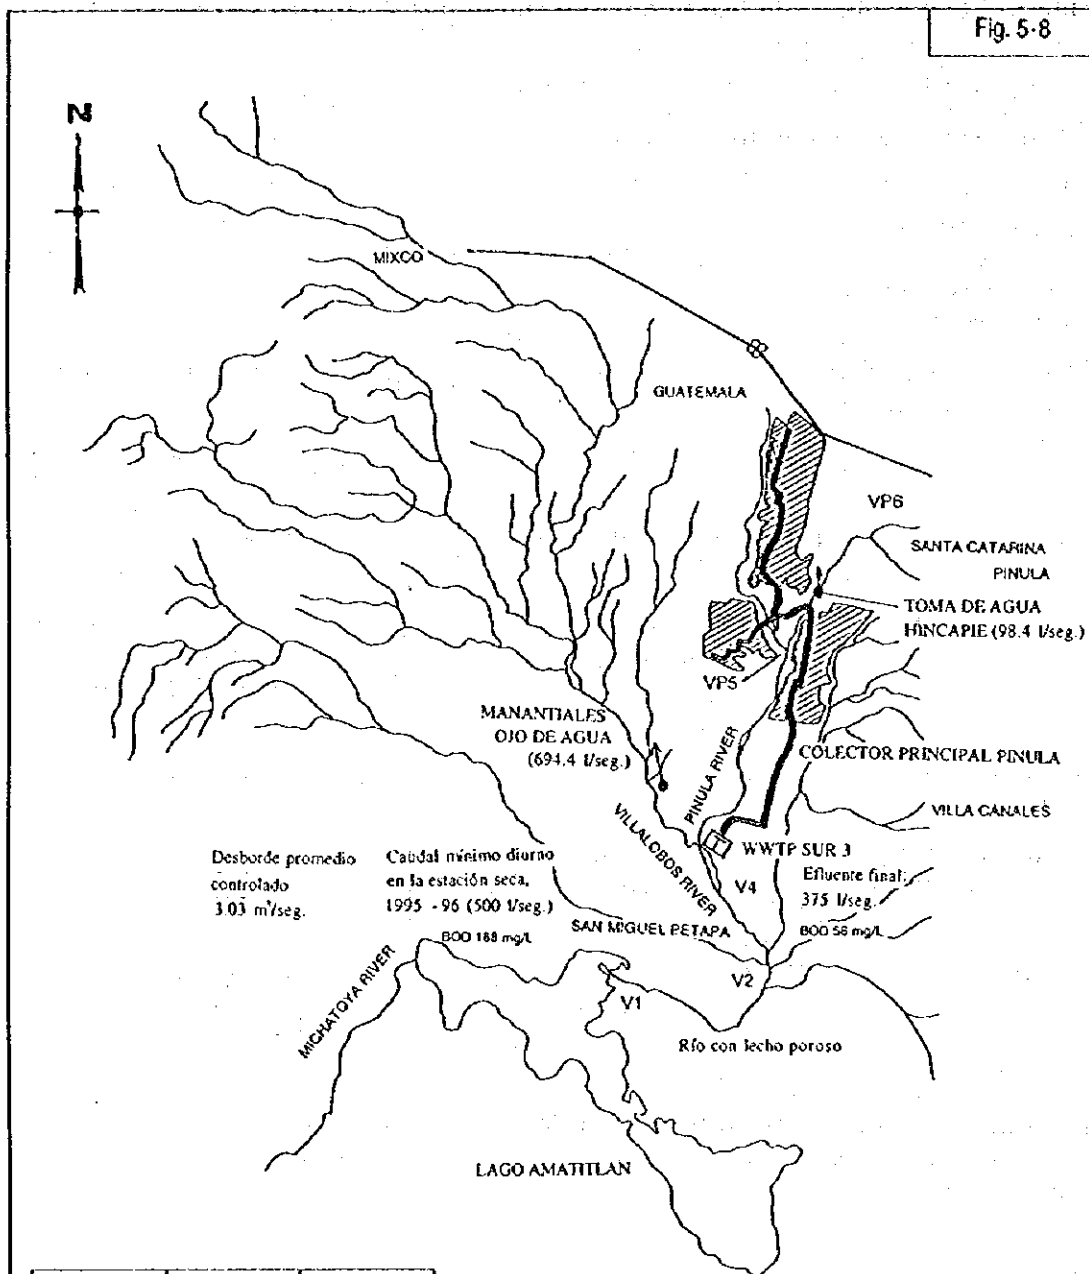 Fig. 5-8
N
MIXCO
GUATEMALA
VP6
SANTA CATARINA
PINULA
TOMA DE AGUA
HINCAPIE (98.4 l/seg.)
VP5
MANANTIALES
OJO DE AGUA
(694.4 l/seg.)
PINULA RIVER
COLECTOR PRINCIPAL PINULA
VILLALOBOS RIVER
VILLA CANALES
T
WWTP SUR 3
Desborde promedio
controlado
3.03 m³/seg.
Caudal mínimo diurno
en la estación seca,
1995 - 96 (500 l/seg.)
BOO 188 mg/L
V4
Efluente final:
375 l/seg.
BOO 56 mg/L
SAN MIGUEL PETAPA
MICHATOYA RIVER
V1
V2
Río con lecho poroso
LAGO AMATITLAN